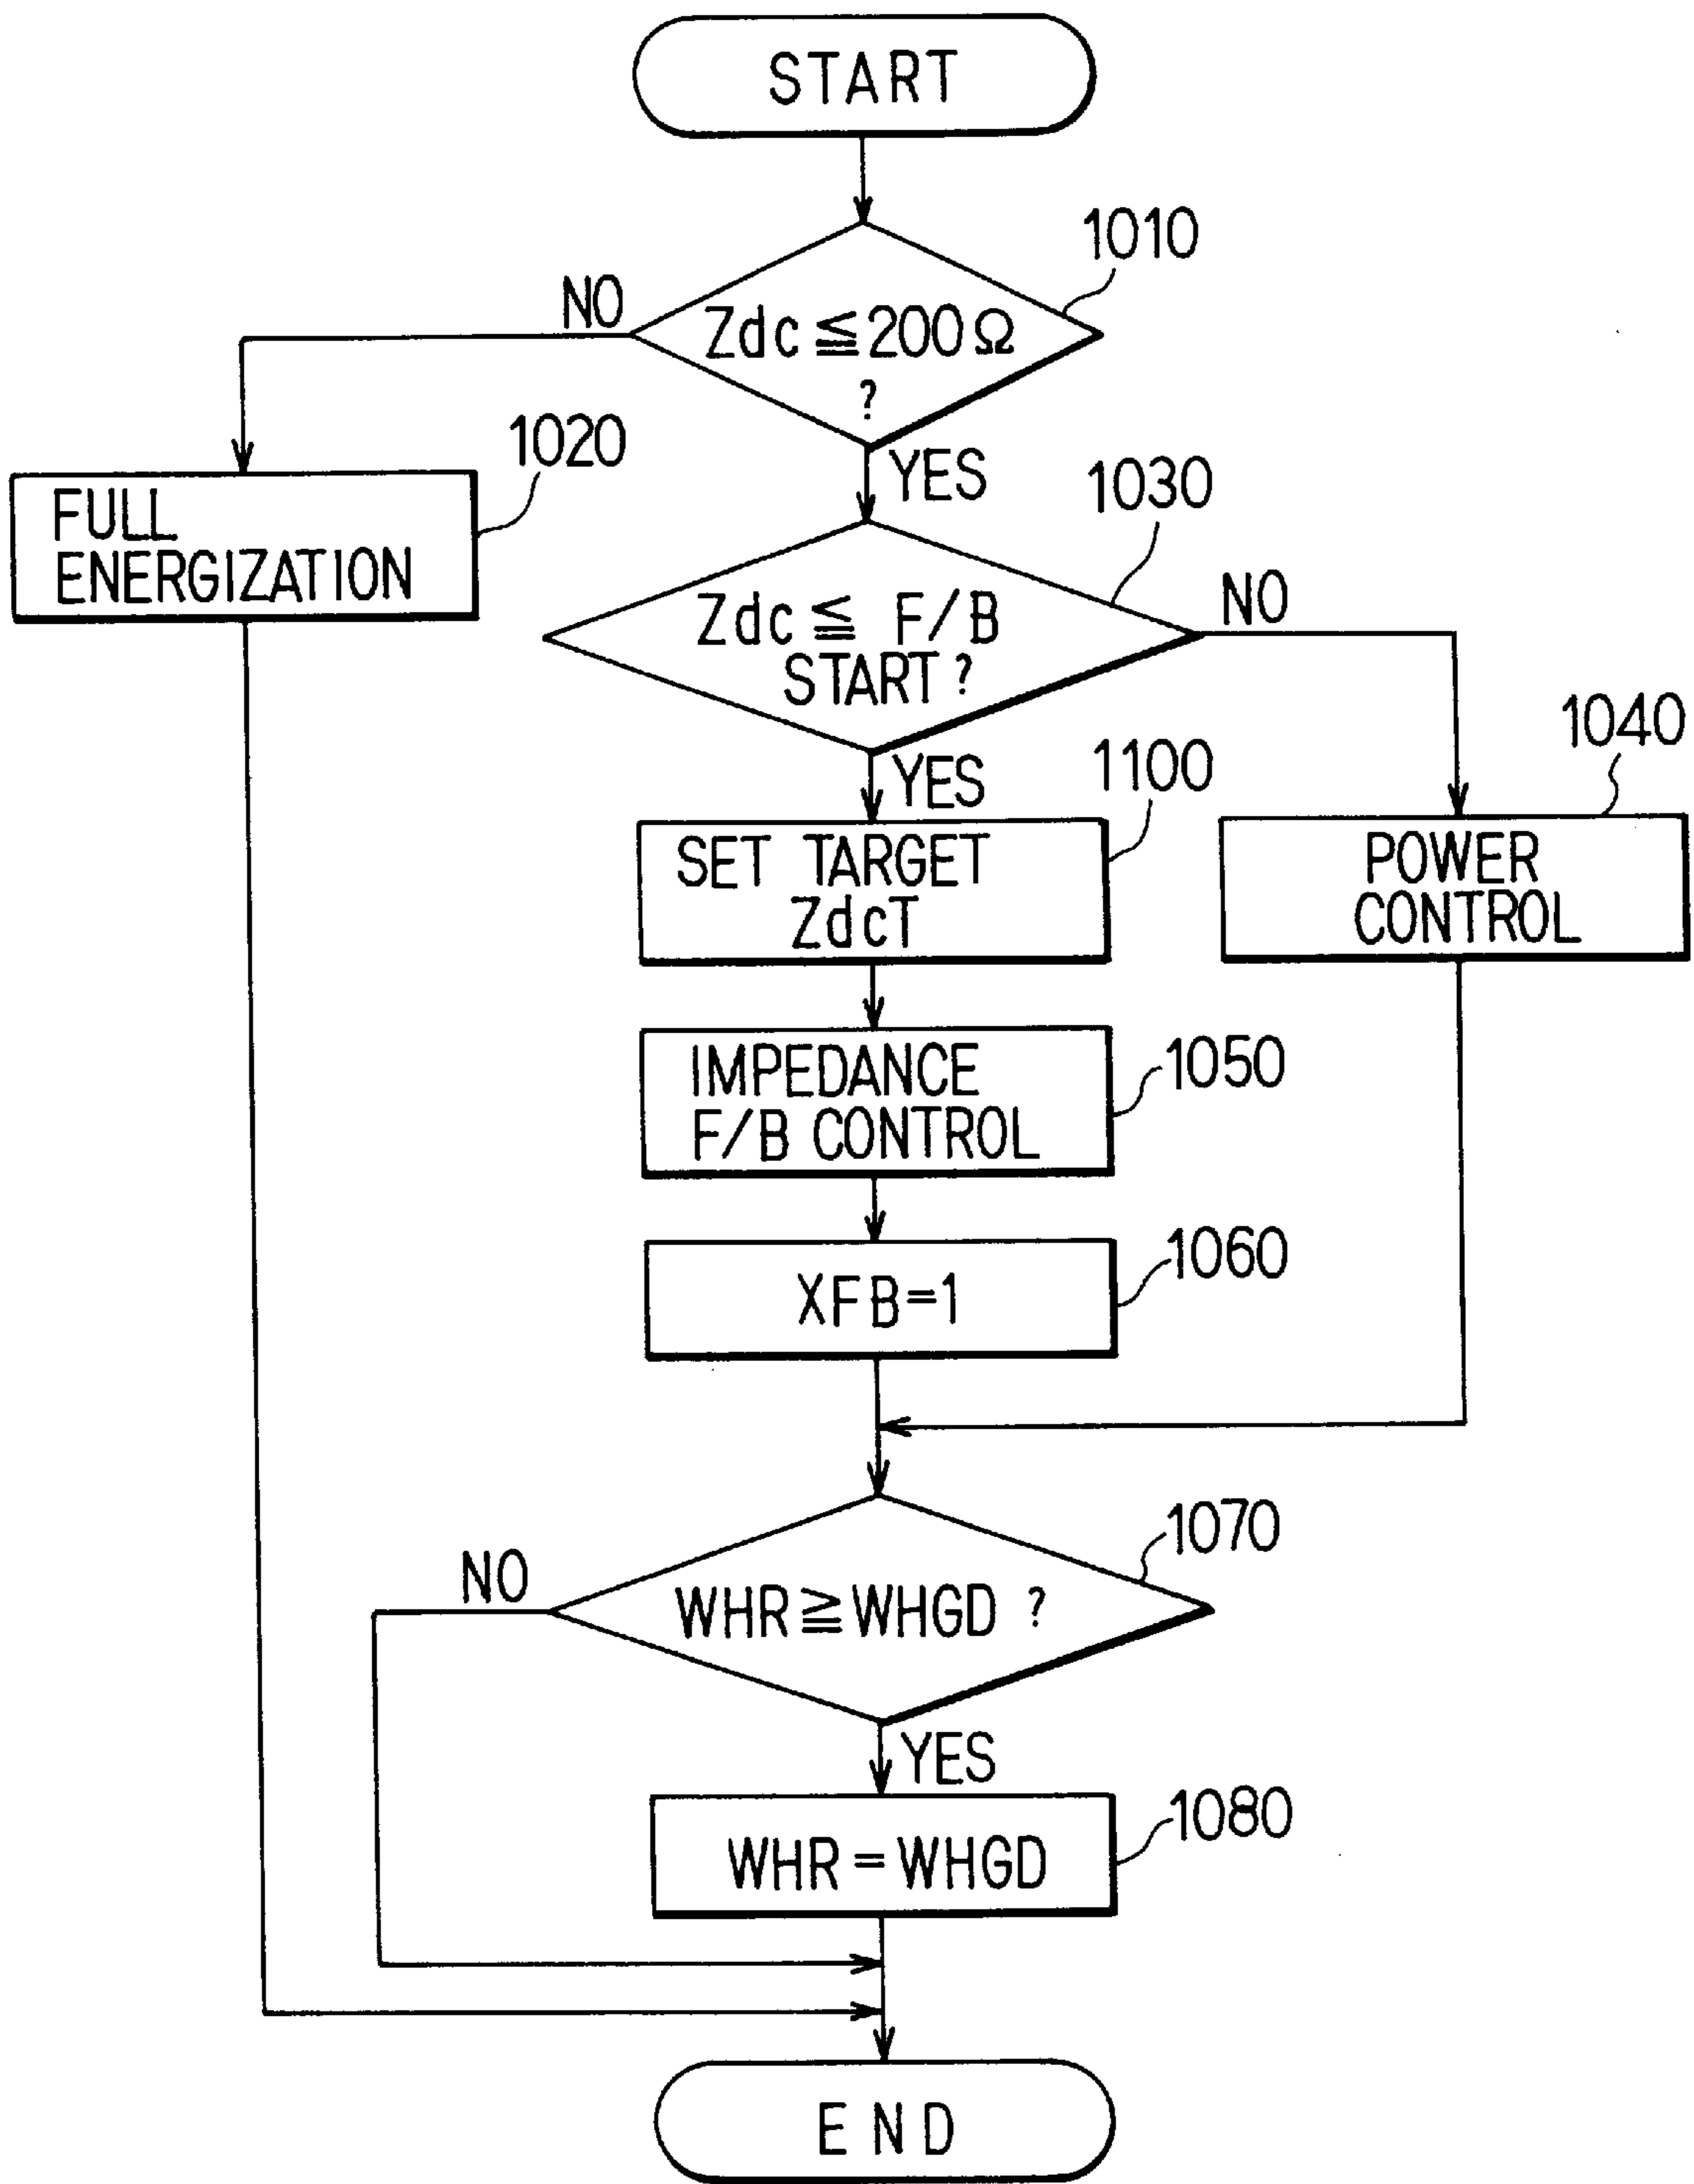 START
1010
NO
Zdc ≦ 200Ω
?
1020
YES
FULL
ENERGIZATION
1030
NO
Zdc ≦ F/B
START ?
1040
YES
1100
SET TARGET
ZdcT
POWER
CONTROL
IMPEDANCE
F/B CONTROL
1050
XFB=1
1060
1070
NO
WHR ≧ WHGD ?
YES
1080
WHR = WHGD
END